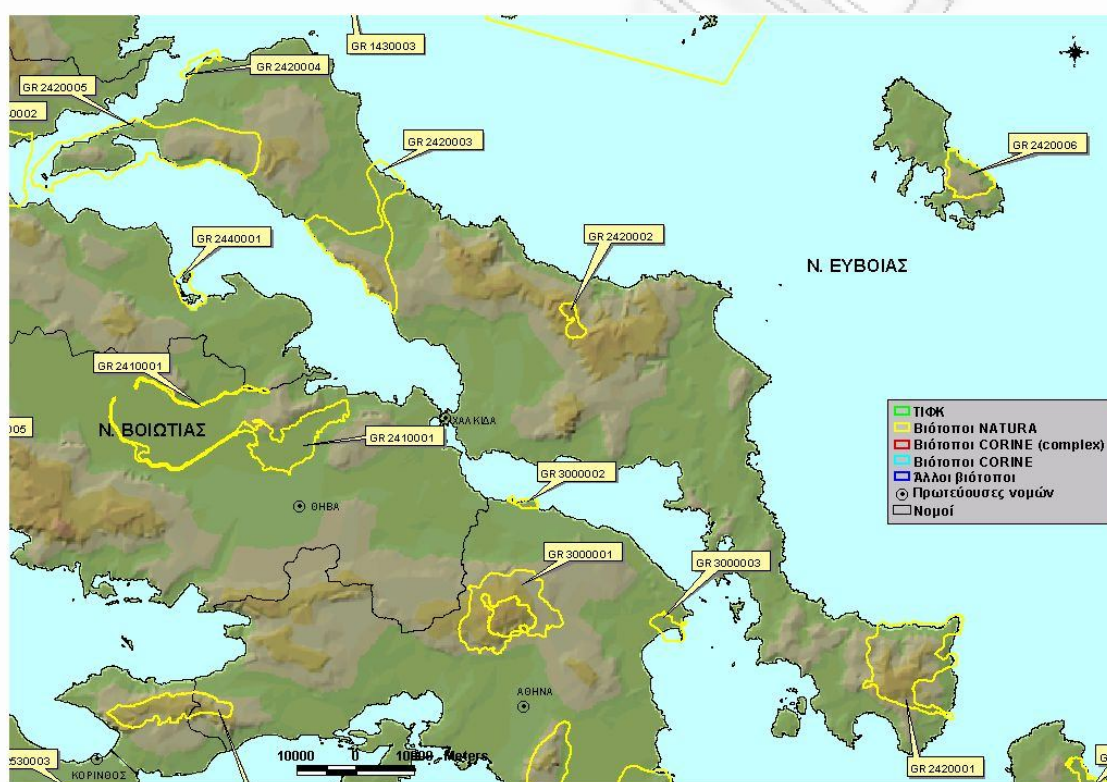 GR 1430003
GR 2420004
GR 2420005
0002
GR 2420003
GR 2420006
GR 2440001
GR 2420002
Ν. ΕΥΒΟΙΑΣ
GR 2410001
Ν. ΒΟΙΩΤΙΑΣ
005
GR 2410001
ΧΑΛΚΙΔΑ
ΤΙΦΚ
Βιότοποι NATURA
Βιότοποι CORINE (complex)
Βιότοποι CORINE
Άλλοι βιότοποι
Πρωτεύουσες νομών
Νομοί
GR 3000002
ΘΗΒΑ
GR 3000001
GR 3000003
ΑΘΗΝΑ
10000 0 10000 Meters
2530003
ΚΟΡΙΝΘΟΣ
GR 2420001
G